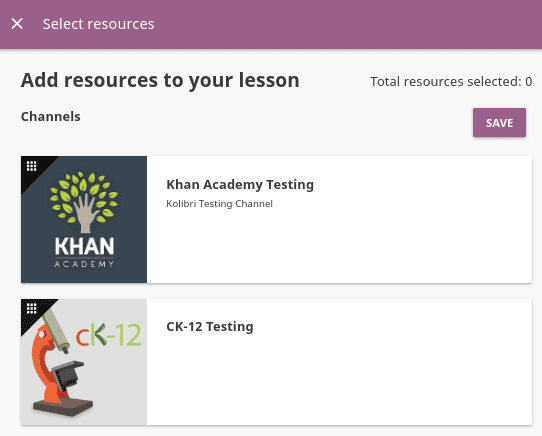 Select resources
Add resources to your lesson
Total resources selected: 0
Channels
SAVE
Khan Academy Testing
Kolibri Testing Channel
KHAN
ACADEMY
CK-12 Testing
cK-12